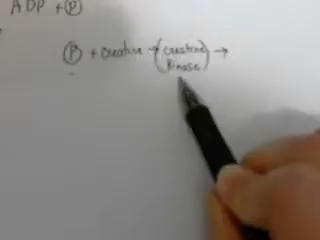 ADP + P
P + creatine → (creatine kinase) →